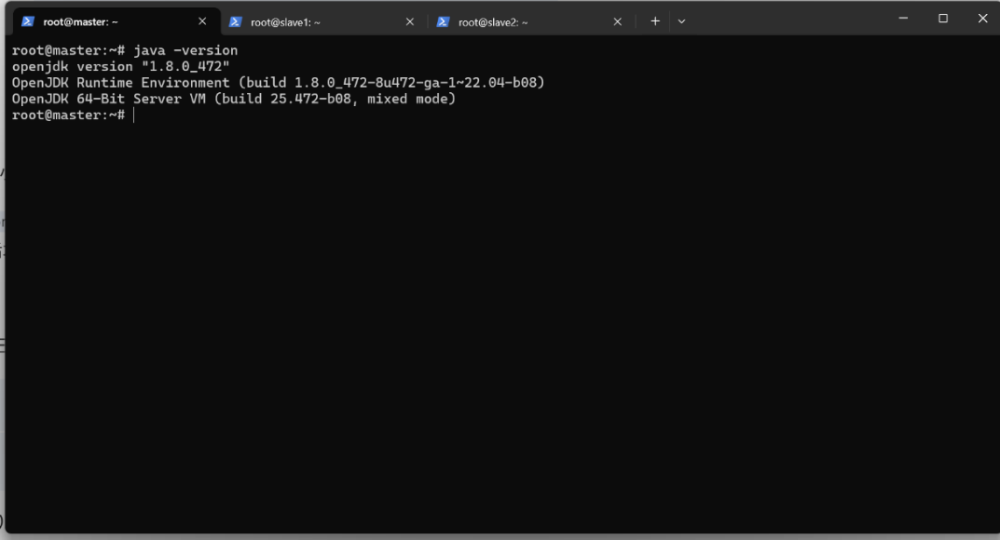 root@master: ~
root@slave1: ~
root@slave2: ~
root@master:~# java -version
openjdk version "1.8.0_472"
OpenJDK Runtime Environment (build 1.8.0_472-8u472-ga-1~22.04-b08)
OpenJDK 64-Bit Server VM (build 25.472-b08, mixed mode)
root@master:~#